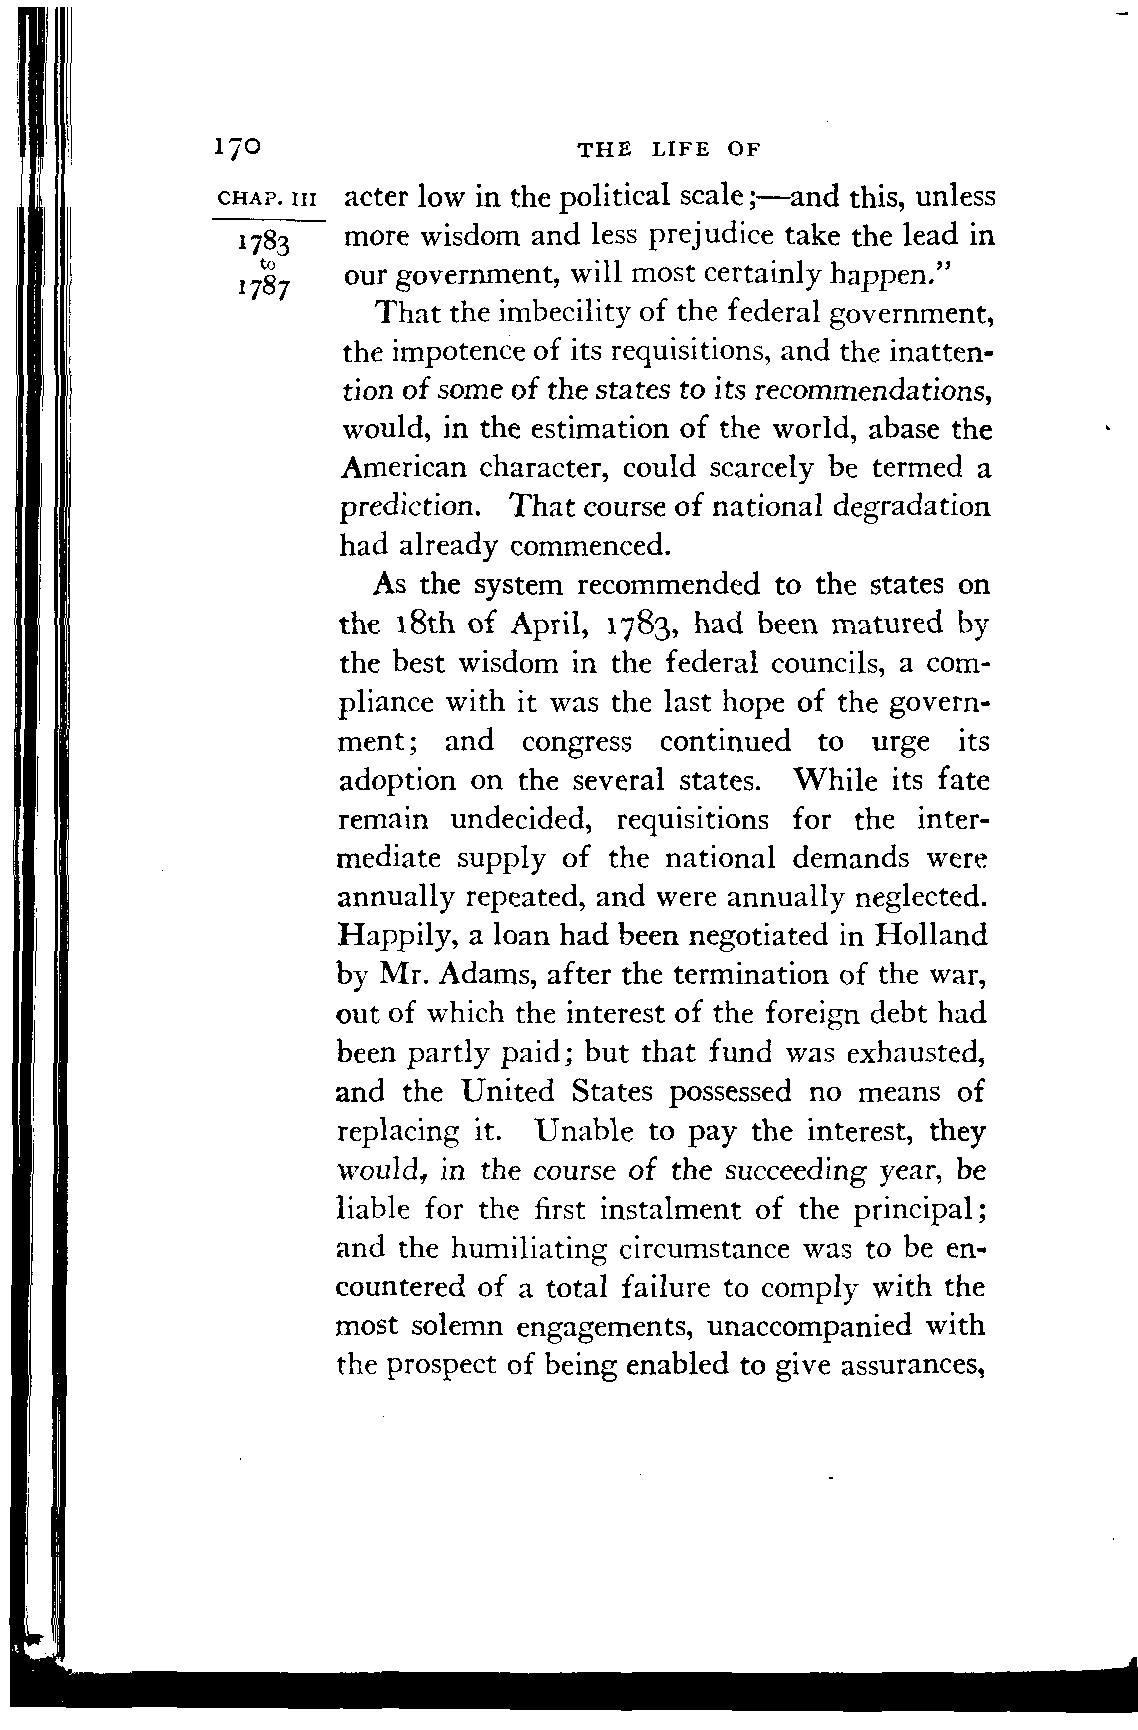 170 THE LIFE OF
CHAP. III acter low in the political scale;—and this, unless
1783 more wisdom and less prejudice take the lead in
to
1787 our government, will most certainly happen."
That the imbecility of the federal government,
the impotence of its requisitions, and the inatten-
tion of some of the states to its recommendations,
would, in the estimation of the world, abase the
American character, could scarcely be termed a
prediction. That course of national degradation
had already commenced.
As the system recommended to the states on
the 18th of April, 1783, had been matured by
the best wisdom in the federal councils, a com-
pliance with it was the last hope of the govern-
ment; and congress continued to urge its
adoption on the several states. While its fate
remain undecided, requisitions for the inter-
mediate supply of the national demands were
annually repeated, and were annually neglected.
Happily, a loan had been negotiated in Holland
by Mr. Adams, after the termination of the war,
out of which the interest of the foreign debt had
been partly paid; but that fund was exhausted,
and the United States possessed no means of
replacing it. Unable to pay the interest, they
would, in the course of the succeeding year, be
liable for the first instalment of the principal;
and the humiliating circumstance was to be en-
countered of a total failure to comply with the
most solemn engagements, unaccompanied with
the prospect of being enabled to give assurances,